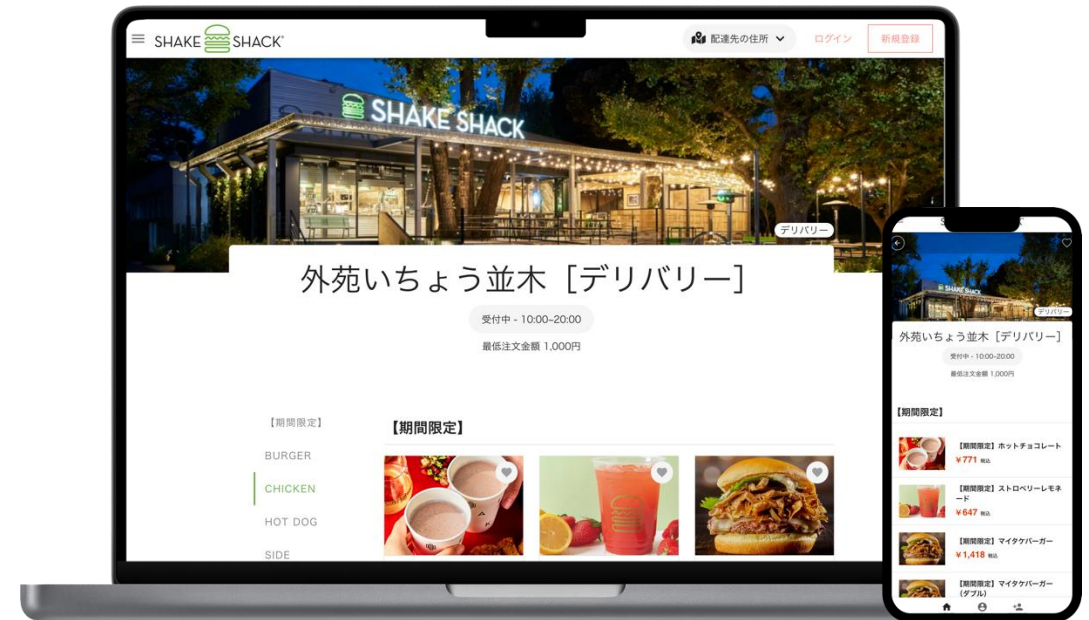 SHAKE SHACK
配達先の住所
ログイン
新規登録
SHAKE SHACK
デリバリー
外苑いちょう並木［デリバリー］
受付中 - 10:00–20:00
最低注文金額 1,000円
【期間限定】
BURGER
CHICKEN
HOT DOG
SIDE
【期間限定】
SHAKE SHACK
デリバリー
外苑いちょう並木［デリバリー］
受付中 - 10:00–20:00
最低注文金額 1,000円
【期間限定】
【期間限定】ホットチョコレート
￥771 税込
【期間限定】ストロベリーレモネ
ード
￥647 税込
【期間限定】マイタケバーガー
￥1,418 税込
【期間限定】マイタケバーガー
（ダブル）